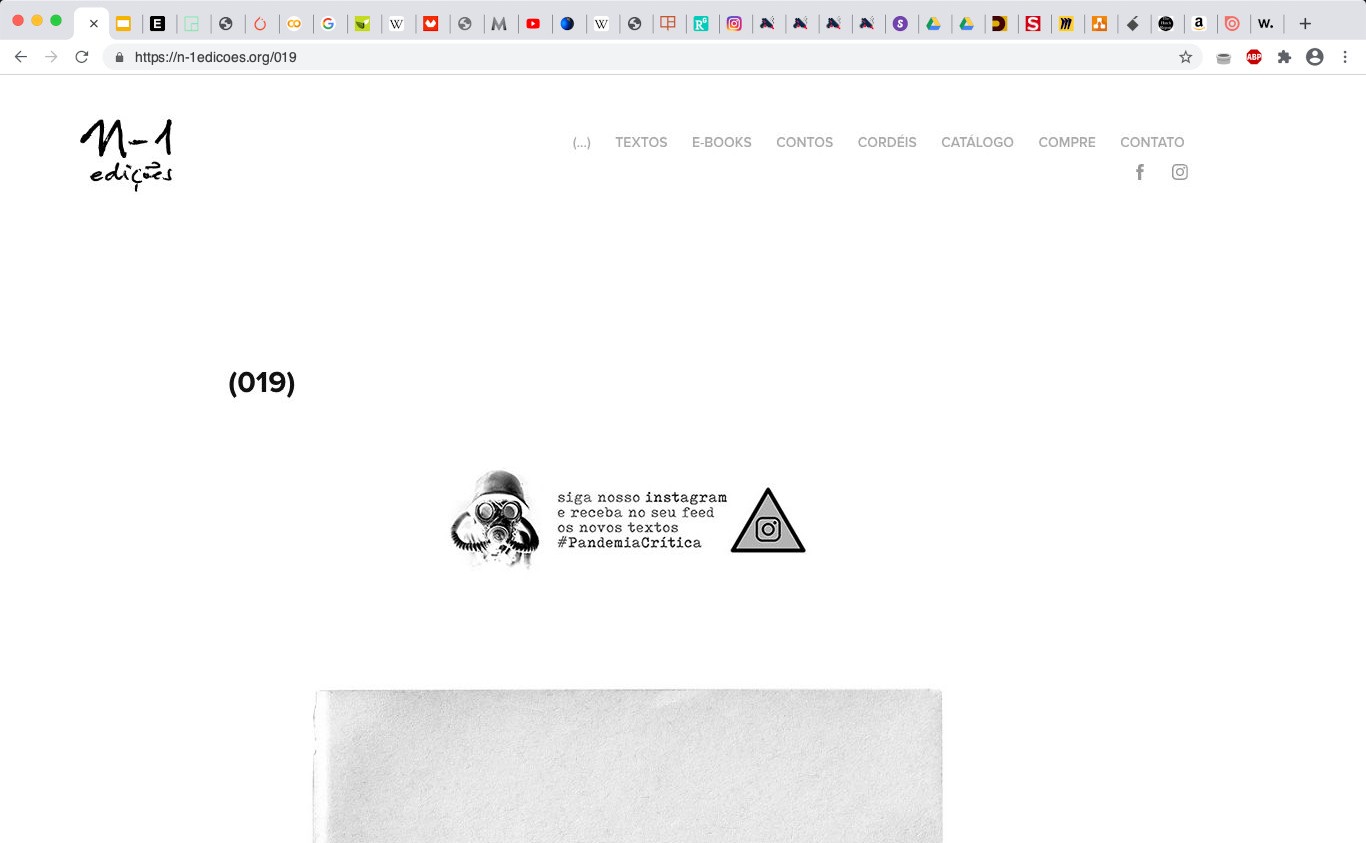 https://n-1edicoes.org/019
n-1
edições
(...) TEXTOS E-BOOKS CONTOS CORDÉIS CATÁLOGO COMPRE CONTATO
(019)
siga nosso instagram
e receba no seu feed
os novos textos
#PandemiaCrítica